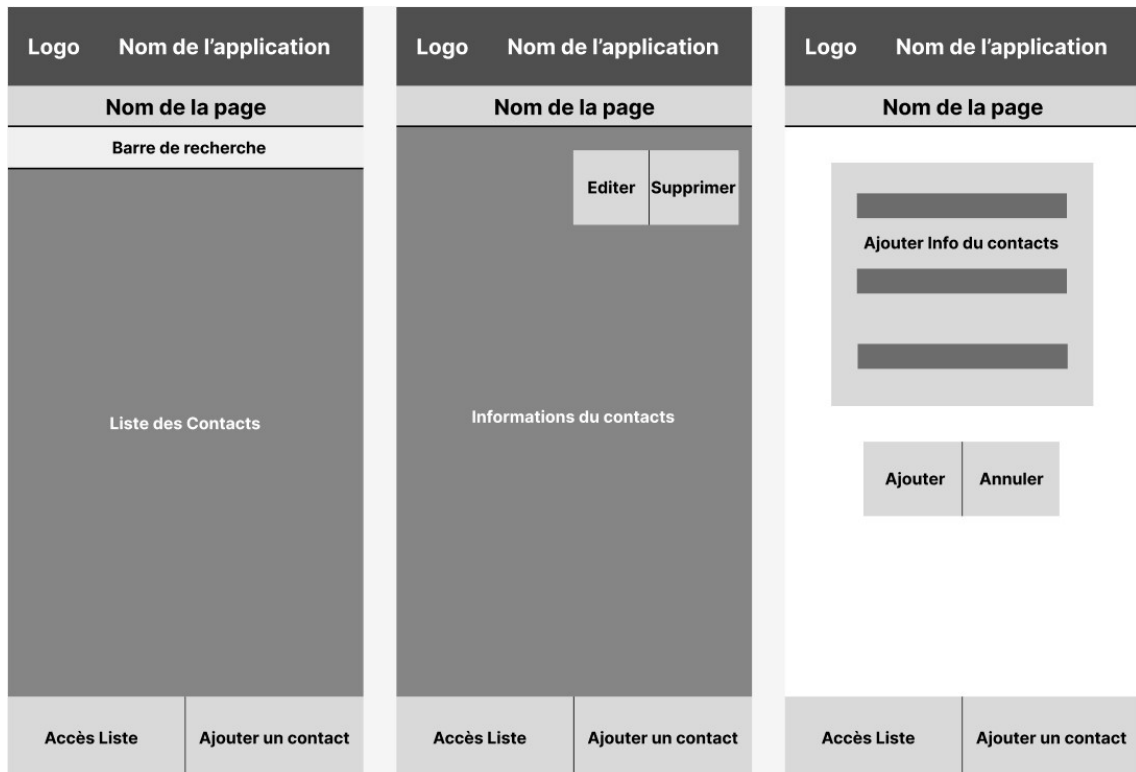 Logo Nom de l’application
Nom de la page
Barre de recherche
Liste des Contacts
Accès Liste Ajouter un contact
Logo Nom de l’application
Nom de la page
Editer Supprimer
Informations du contacts
Accès Liste Ajouter un contact
Logo Nom de l’application
Nom de la page
Ajouter Info du contacts
Ajouter Annuler
Accès Liste Ajouter un contact